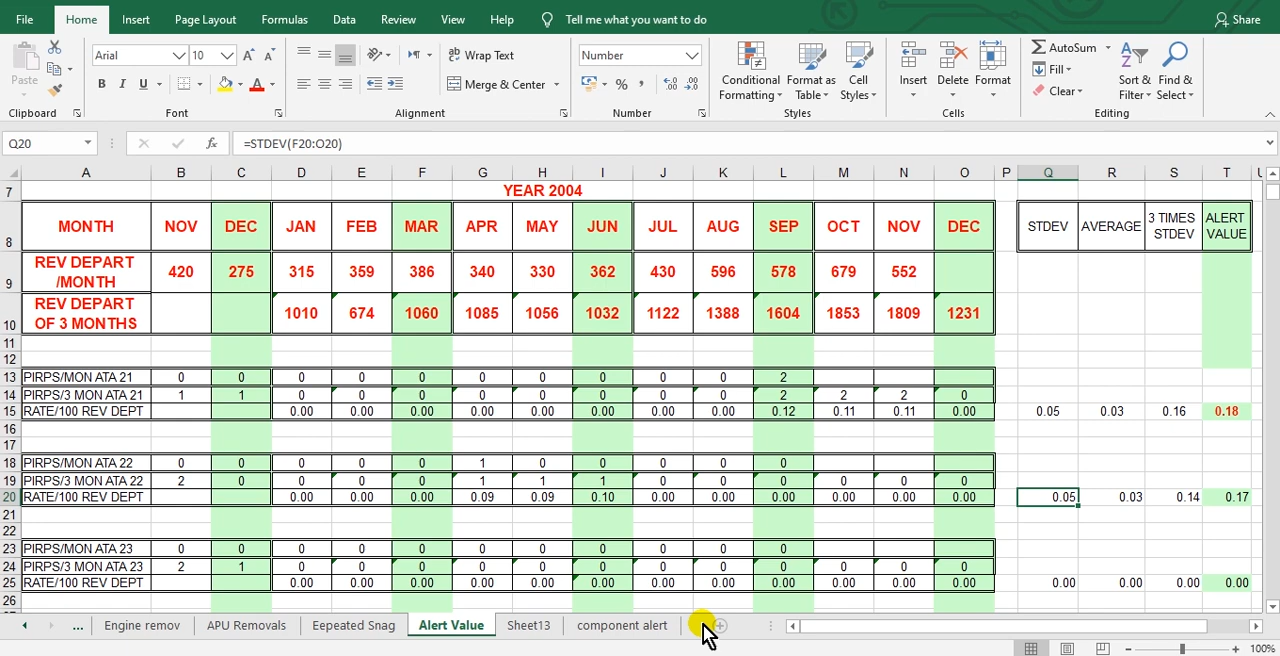 File Home Insert Page Layout Formulas Data Review View Help Tell me what you want to do Share
Paste Arial 10 Wrap Text Number AutoSum
B I U Merge & Center % , Conditional Formatting Format as Table Cell Styles Insert Delete Format Fill Clear Sort & Filter Find & Select
Clipboard Font Alignment Number Styles Cells Editing
Q20 fx =STDEV(F20:O20)
A B C D E F G H I J K L M N O P Q R S T U
7 YEAR 2004
8 MONTH NOV DEC JAN FEB MAR APR MAY JUN JUL AUG SEP OCT NOV DEC STDEV AVERAGE 3 TIMES STDEV ALERT VALUE
9 REV DEPART /MONTH 420 275 315 359 386 340 330 362 430 596 578 679 552
10 REV DEPART OF 3 MONTHS 1010 674 1060 1085 1056 1032 1122 1388 1604 1853 1809 1231
11
12
13 PIRPS/MON ATA 21 0 0 0 0 0 0 0 0 0 0 2
14 PIRPS/3 MON ATA 21 1 1 0 0 0 0 0 0 0 0 2 2 2 0
15 RATE/100 REV DEPT 0.00 0.00 0.00 0.00 0.00 0.00 0.00 0.00 0.12 0.11 0.11 0.00 0.05 0.03 0.16 0.18
16
17
18 PIRPS/MON ATA 22 0 0 0 0 0 1 0 0 0 0 0
19 PIRPS/3 MON ATA 22 2 0 0 0 0 1 1 1 0 0 0 0 0 0
20 RATE/100 REV DEPT 0.00 0.00 0.00 0.09 0.09 0.10 0.00 0.00 0.00 0.00 0.00 0.00 0.05 0.03 0.14 0.17
21
22
23 PIRPS/MON ATA 23 0 0 0 0 0 0 0 0 0 0 0
24 PIRPS/3 MON ATA 23 2 1 0 0 0 0 0 0 0 0 0 0 0 0
25 RATE/100 REV DEPT 0.00 0.00 0.00 0.00 0.00 0.00 0.00 0.00 0.00 0.00 0.00 0.00 0.00 0.00 0.00 0.00
26
... Engine remov APU Removals Eepeated Snag Alert Value Sheet13 component alert
100%